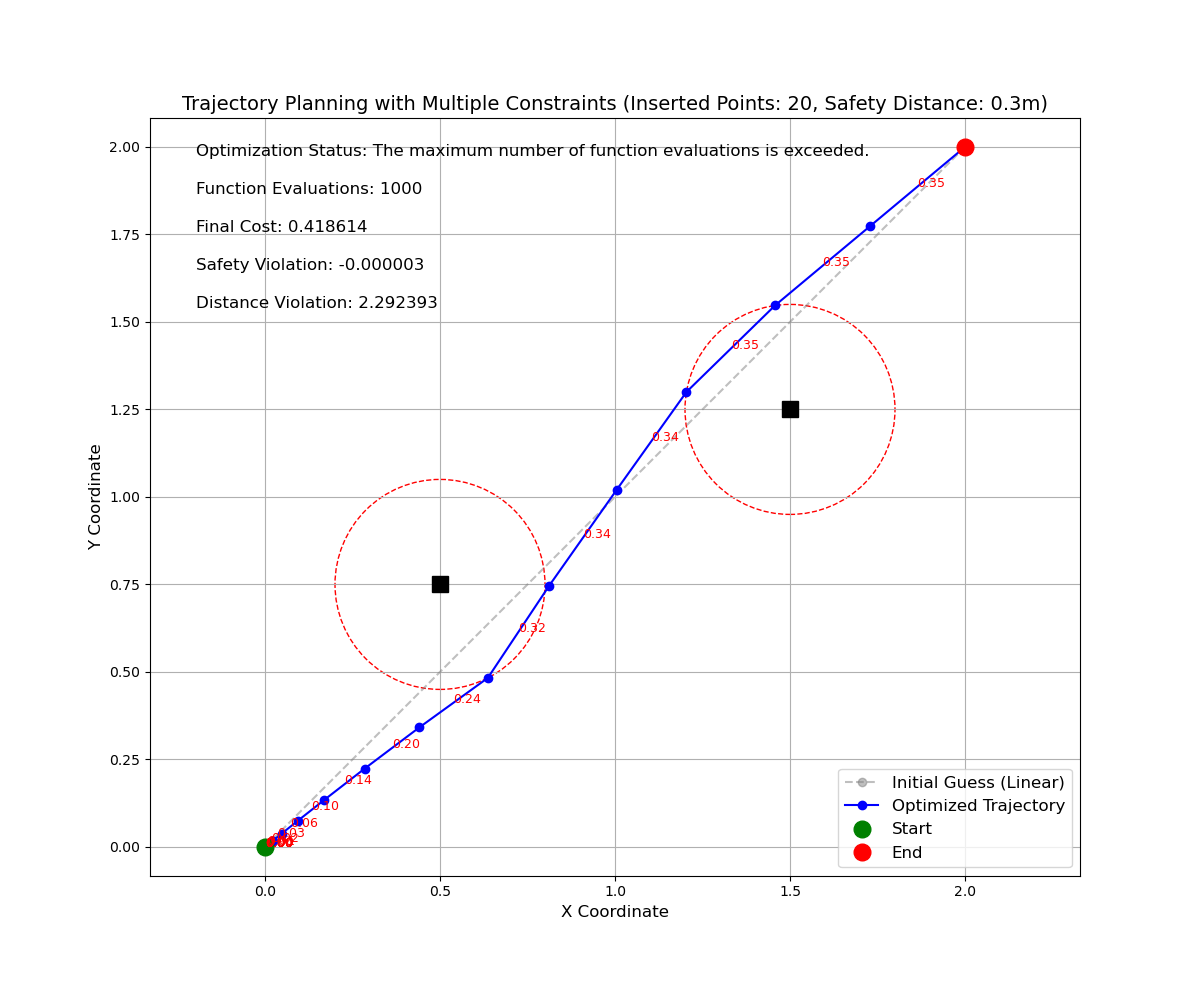 Trajectory Planning with Multiple Constraints (Inserted Points: 20, Safety Distance: 0.3m)
Optimization Status: The maximum number of function evaluations is exceeded.
Function Evaluations: 1000
Final Cost: 0.418614
Safety Violation: -0.000003
Distance Violation: 2.292393
2.00
1.75
1.50
1.25
1.00
0.75
0.50
0.25
0.00
Y Coordinate
0.35
0.35
0.35
0.34
0.34
0.32
0.24
0.20
0.14
0.10
0.06
0.03
Initial Guess (Linear)
Optimized Trajectory
Start
End
0.0
0.5
1.0
1.5
2.0
X Coordinate